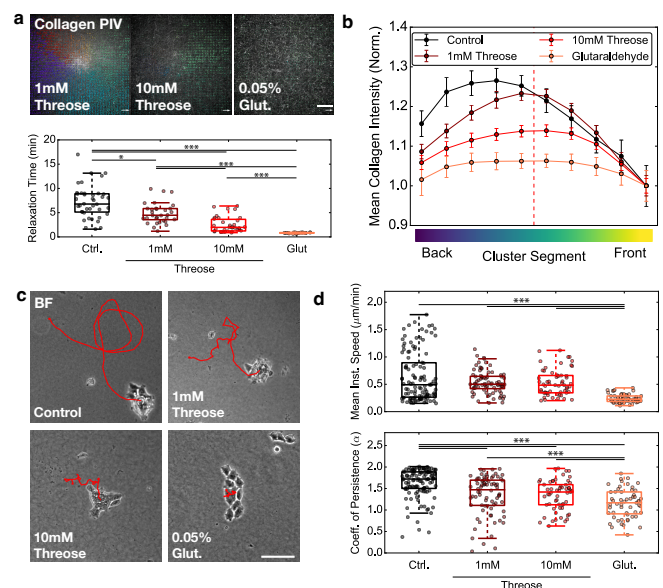 a
Collagen PIV
1mM
Threose
10mM
Threose
0.05%
Glut.
Relaxation Time (min)
20
15
10
5
0
***
*
***
***
Ctrl.
1mM
10mM
Glut
Threose
b
Mean Collagen Intensity (Norm.)
1.4
1.3
1.2
1.1
1.0
0.9
Control
1mM Threose
10mM Threose
Glutaraldehyde
Back
Cluster Segment
Front
c
BF
Control
1mM
Threose
10mM
Threose
0.05%
Glut.
d
Mean Inst. Speed (μm/min)
2.0
1.5
1.0
0.5
0.0
***
Coeff. of Persistence (α)
2.5
2.0
1.5
1.0
0.5
0.0
***
***
Ctrl.
1mM
10mM
Glut.
Threose